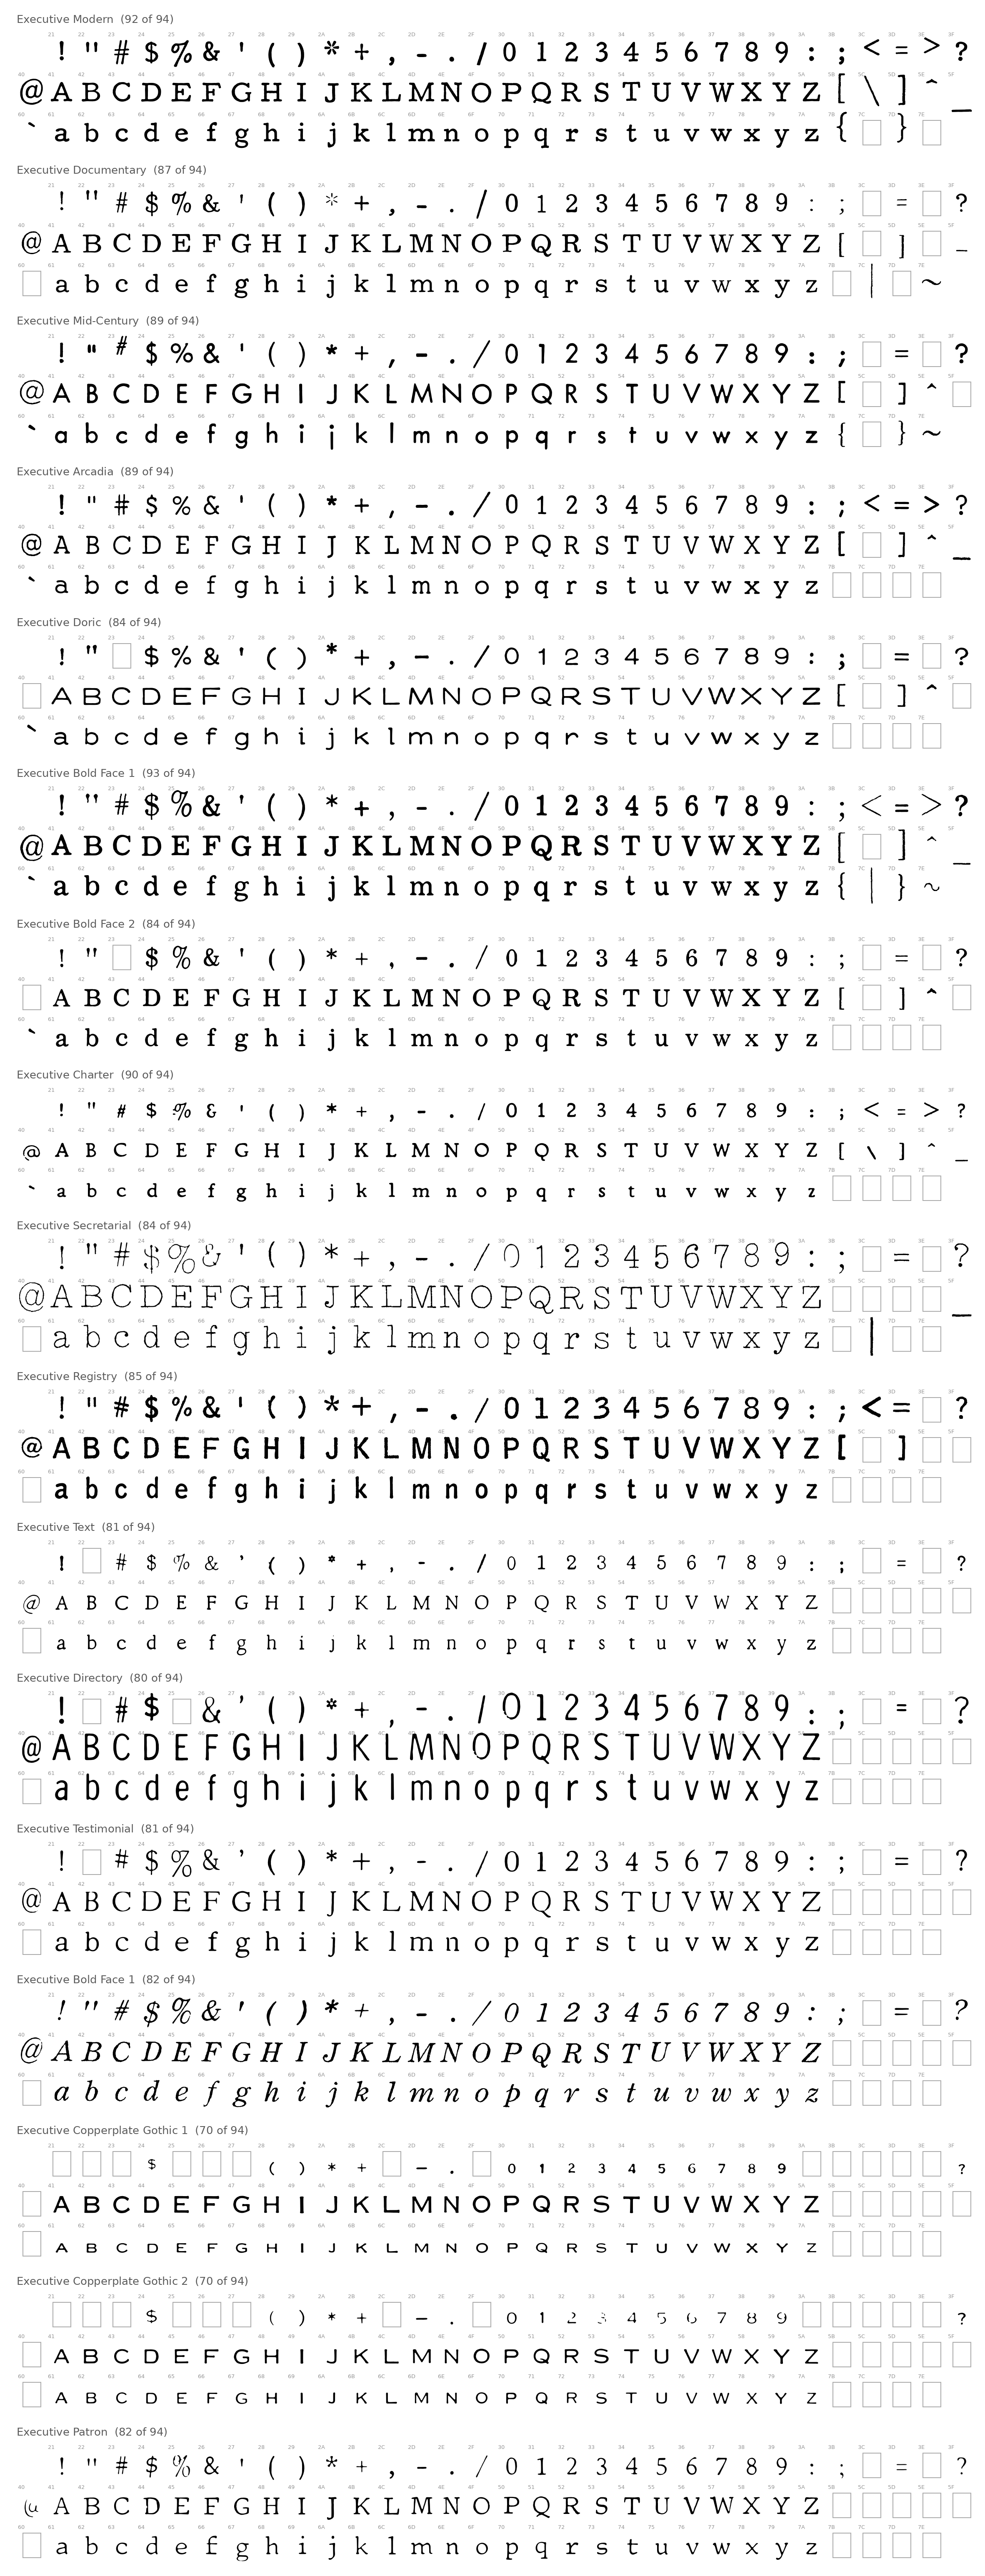 Executive Modern (92 of 94)
! " # $ % & ' ( ) * + , - . / 0 1 2 3 4 5 6 7 8 9 : ; < = > ?
@ A B C D E F G H I J K L M N O P Q R S T U V W X Y Z [ \ ] ^ _
` a b c d e f g h i j k l m n o p q r s t u v w x y z { }
Executive Documentary (87 of 94)
! " # $ % & ' ( ) * + , - . / 0 1 2 3 4 5 6 7 8 9 : ; = ?
@ A B C D E F G H I J K L M N O P Q R S T U V W X Y Z [ ] _
a b c d e f g h i j k l m n o p q r s t u v w x y z | ~
Executive Mid-Century (89 of 94)
! " # $ % & ' ( ) * + , - . / 0 1 2 3 4 5 6 7 8 9 : ; = ?
@ A B C D E F G H I J K L M N O P Q R S T U V W X Y Z [ ] ^
` a b c d e f g h i j k l m n o p q r s t u v w x y z { } ~
Executive Arcadia (89 of 94)
! " # $ % & ' ( ) * + , - . / 0 1 2 3 4 5 6 7 8 9 : ; < = > ?
@ A B C D E F G H I J K L M N O P Q R S T U V W X Y Z [ ] ^ _
` a b c d e f g h i j k l m n o p q r s t u v w x y z
Executive Doric (84 of 94)
! " $ % & ' ( ) * + , - . / 0 1 2 3 4 5 6 7 8 9 : ; = ?
A B C D E F G H I J K L M N O P Q R S T U V W X Y Z [ ] ^
` a b c d e f g h i j k l m n o p q r s t u v w x y z
Executive Bold Face 1 (93 of 94)
! " # $ % & ' ( ) * + , - . / 0 1 2 3 4 5 6 7 8 9 : ; < = > ?
@ A B C D E F G H I J K L M N O P Q R S T U V W X Y Z [ ] ^ _
` a b c d e f g h i j k l m n o p q r s t u v w x y z { | } ~
Executive Bold Face 2 (84 of 94)
! " $ % & ' ( ) * + , - . / 0 1 2 3 4 5 6 7 8 9 : ; = ?
A B C D E F G H I J K L M N O P Q R S T U V W X Y Z [ ] ^
` a b c d e f g h i j k l m n o p q r s t u v w x y z
Executive Charter (90 of 94)
! " # $ % & ' ( ) * + , - . / 0 1 2 3 4 5 6 7 8 9 : ; < = > ?
@ A B C D E F G H I J K L M N O P Q R S T U V W X Y Z [ \ ] ^ _
` a b c d e f g h i j k l m n o p q r s t u v w x y z
Executive Secretarial (84 of 94)
! " # $ % & ' ( ) * + , - . / 0 1 2 3 4 5 6 7 8 9 : ; = ?
@ A B C D E F G H I J K L M N O P Q R S T U V W X Y Z _
a b c d e f g h i j k l m n o p q r s t u v w x y z |
Executive Registry (85 of 94)
! " # $ % & ' ( ) * + , - . / 0 1 2 3 4 5 6 7 8 9 : ; < = ?
@ A B C D E F G H I J K L M N O P Q R S T U V W X Y Z [ ]
a b c d e f g h i j k l m n o p q r s t u v w x y z
Executive Text (81 of 94)
! # $ % & ' ( ) * + , - . / 0 1 2 3 4 5 6 7 8 9 : ; = ?
@ A B C D E F G H I J K L M N O P Q R S T U V W X Y Z
a b c d e f g h i j k l m n o p q r s t u v w x y z
Executive Directory (80 of 94)
! # $ & ' ( ) * + , - . / 0 1 2 3 4 5 6 7 8 9 : ; = ?
@ A B C D E F G H I J K L M N O P Q R S T U V W X Y Z
a b c d e f g h i j k l m n o p q r s t u v w x y z
Executive Testimonial (81 of 94)
! # $ % & ' ( ) * + , - . / 0 1 2 3 4 5 6 7 8 9 : ; = ?
@ A B C D E F G H I J K L M N O P Q R S T U V W X Y Z
a b c d e f g h i j k l m n o p q r s t u v w x y z
Executive Bold Face 1 (82 of 94)
! " # $ % & ' ( ) * + , - . / 0 1 2 3 4 5 6 7 8 9 : ; = ?
@ A B C D E F G H I J K L M N O P Q R S T U V W X Y Z
a b c d e f g h i j k l m n o p q r s t u v w x y z
Executive Copperplate Gothic 1 (70 of 94)
$ ( ) * + - . 0 1 2 3 4 5 6 7 8 9 ?
A B C D E F G H I J K L M N O P Q R S T U V W X Y Z
A B C D E F G H I J K L M N O P Q R S T U V W X Y Z
Executive Copperplate Gothic 2 (70 of 94)
$ ( ) * + - . 0 1 2 3 4 5 6 7 8 9 ?
A B C D E F G H I J K L M N O P Q R S T U V W X Y Z
A B C D E F G H I J K L M N O P Q R S T U V W X Y Z
Executive Patron (82 of 94)
! " # $ % & ' ( ) * + , - . / 0 1 2 3 4 5 6 7 8 9 : ; = ?
@ A B C D E F G H I J K L M N O P Q R S T U V W X Y Z
a b c d e f g h i j k l m n o p q r s t u v w x y z